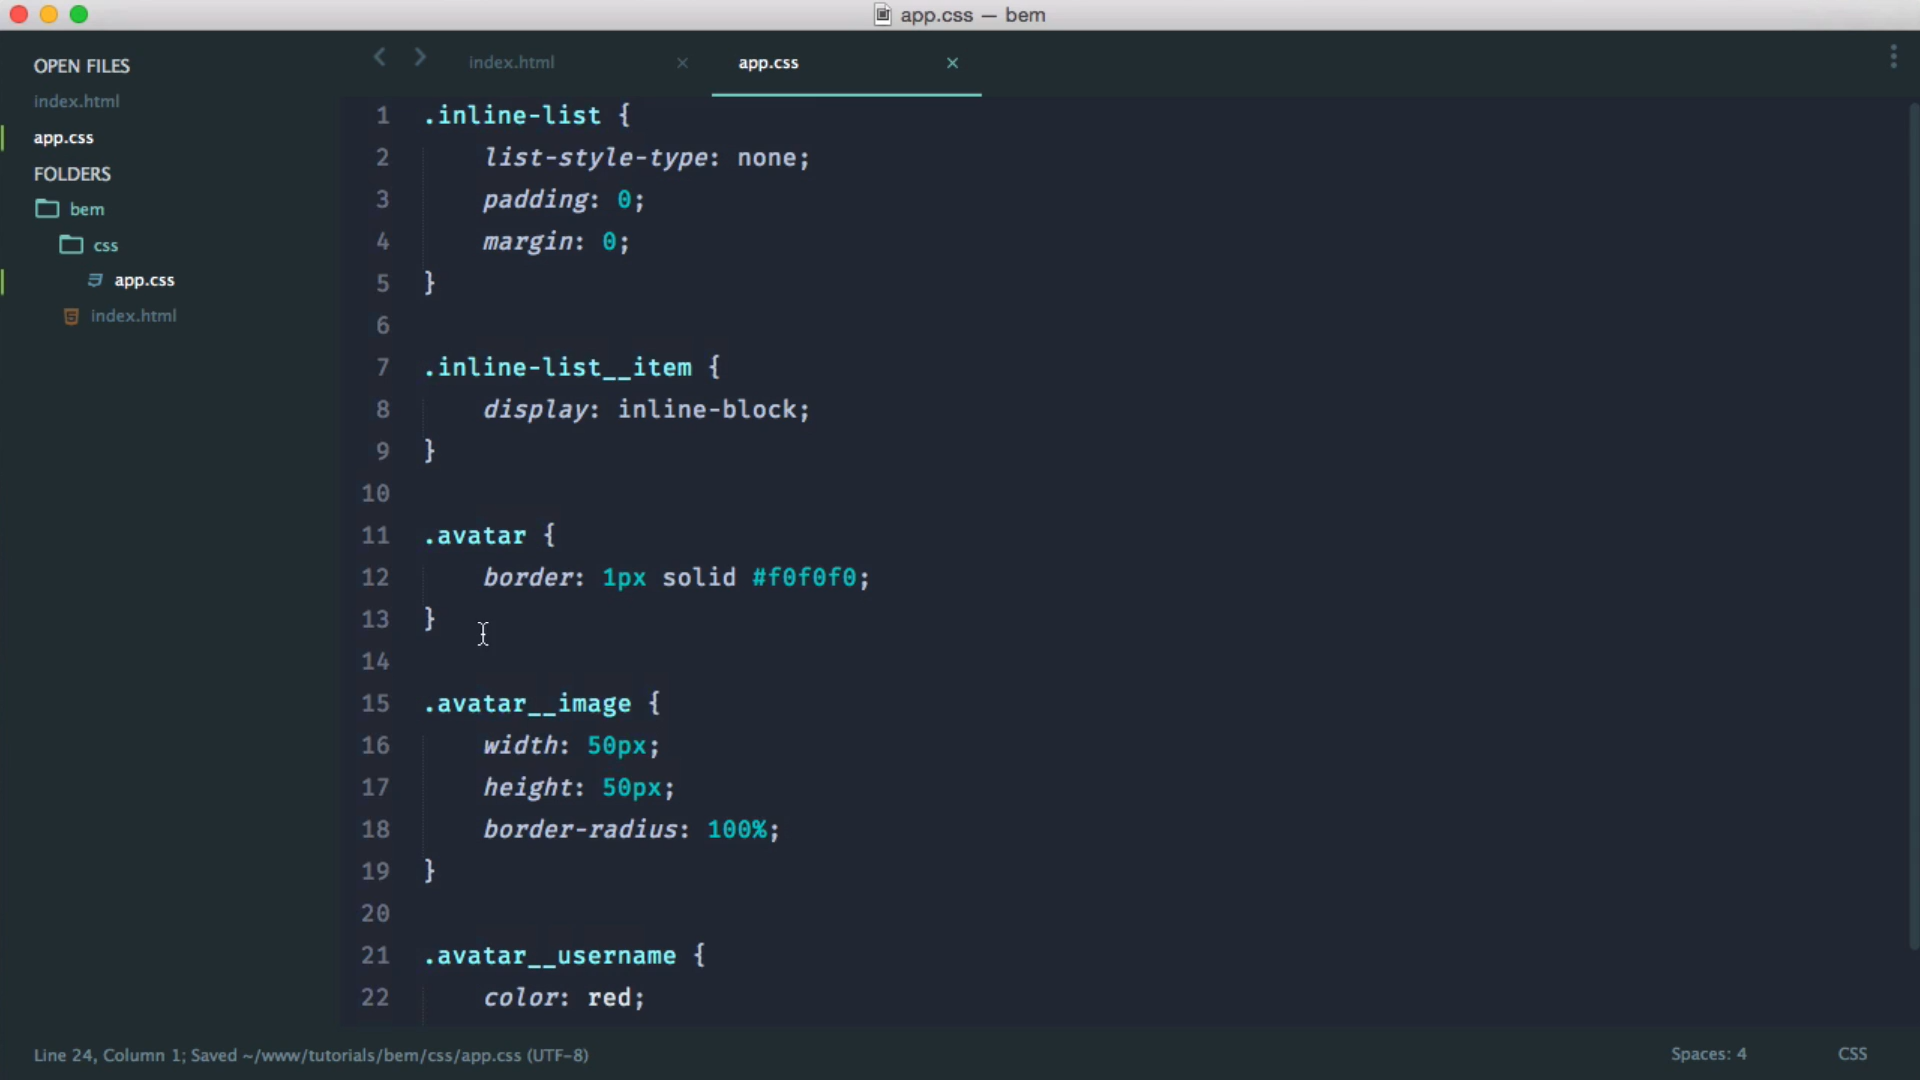 app.css — bem
OPEN FILES
index.html
app.css
FOLDERS
bem
css
app.css
index.html
index.html ×
app.css ×
1 .inline-list {
2 list-style-type: none;
3 padding: 0;
4 margin: 0;
5 }
6
7 .inline-list__item {
8 display: inline-block;
9 }
10
11 .avatar {
12 border: 1px solid #f0f0f0;
13 }
14
15 .avatar__image {
16 width: 50px;
17 height: 50px;
18 border-radius: 100%;
19 }
20
21 .avatar__username {
22 color: red;
Line 24, Column 1; Saved ~/www/tutorials/bem/css/app.css (UTF-8)
Spaces: 4
CSS